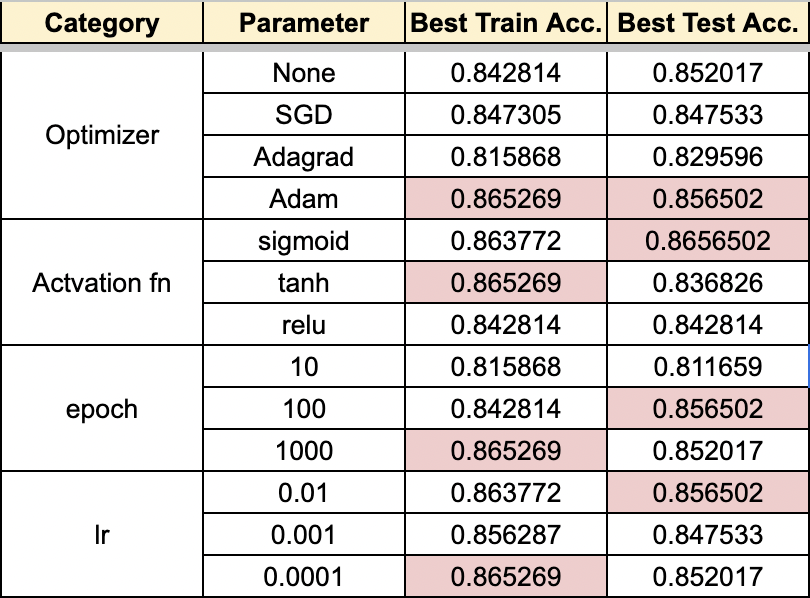 Category Parameter Best Train Acc. Best Test Acc.
Optimizer None 0.842814 0.852017
SGD 0.847305 0.847533
Adagrad 0.815868 0.829596
Adam 0.865269 0.856502
Actvation fn sigmoid 0.863772 0.8656502
tanh 0.865269 0.836826
relu 0.842814 0.842814
epoch 10 0.815868 0.811659
100 0.842814 0.856502
1000 0.865269 0.852017
lr 0.01 0.863772 0.856502
0.001 0.856287 0.847533
0.0001 0.865269 0.852017